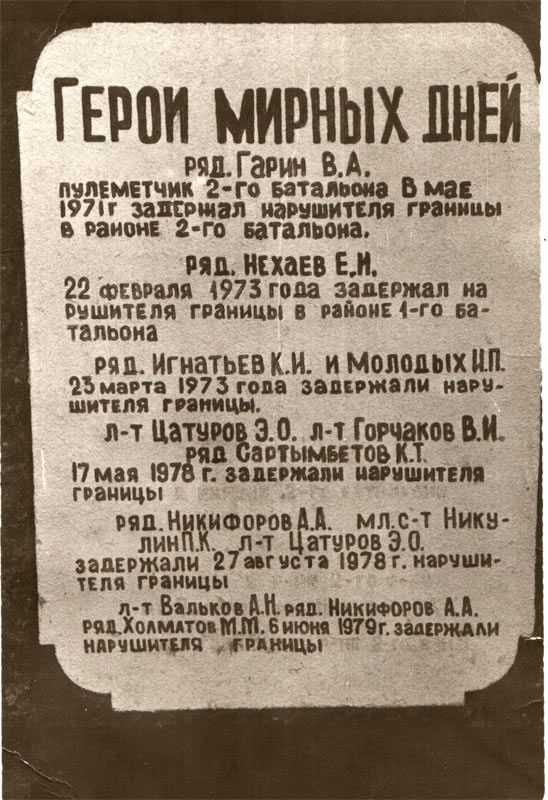 ГЕРОИ МИРНЫХ ДНЕЙ
ряд. Гарин В.А.
пулеметчик 2-го батальона в мае
1971г задержал нарушителя границы
в районе 2-го батальона.
ряд. Нехаев Е.И.
22 февраля 1973 года задержал на
рушителя границы в районе 1-го ба-
тальона
ряд. Игнатьев К.И. и Молодых И.П.
23 марта 1973 года задержали нару-
шителя границы.
л-т Цатуров Э.О. л-т Горчаков В.И.
ряд Сартымбетов К.Т.
17 мая 1978 г. задержали нарушителя
границы
ряд. Никифоров А.А. мл.с-т Нику-
лин П.К. л-т Цатуров Э.О.
задержали 27 августа 1978 г. наруши-
теля границы
л-т Вальков А.Н. ряд. Никифоров А.А.
ряд. Холматов М.М. 6 июня 1979г. задержали
нарушителя границы